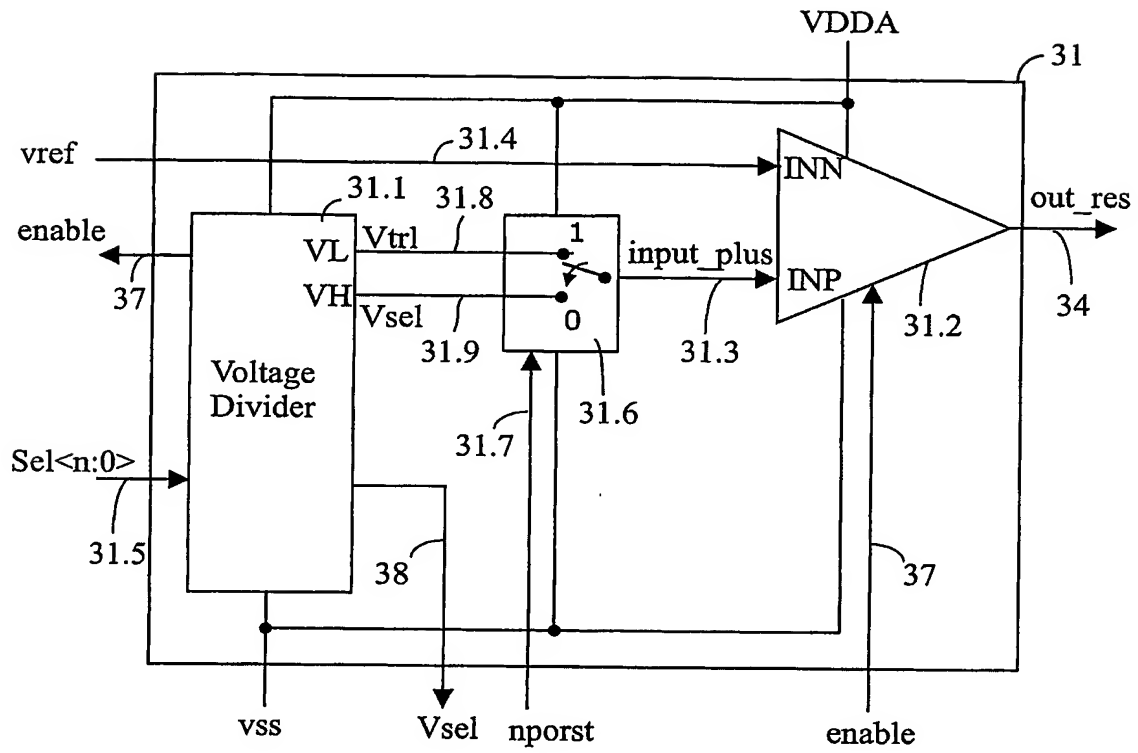 VDDA
31
vref
31.4
INN
31.1
31.8
out_res
enable
VL
Vtrl
1
input_plus
37
VH
Vsel
0
INP
34
31.9
31.3
31.2
Voltage
Divider
31.6
31.7
Sel<n:0>
31.5
38
37
vss
Vsel
nporst
enable